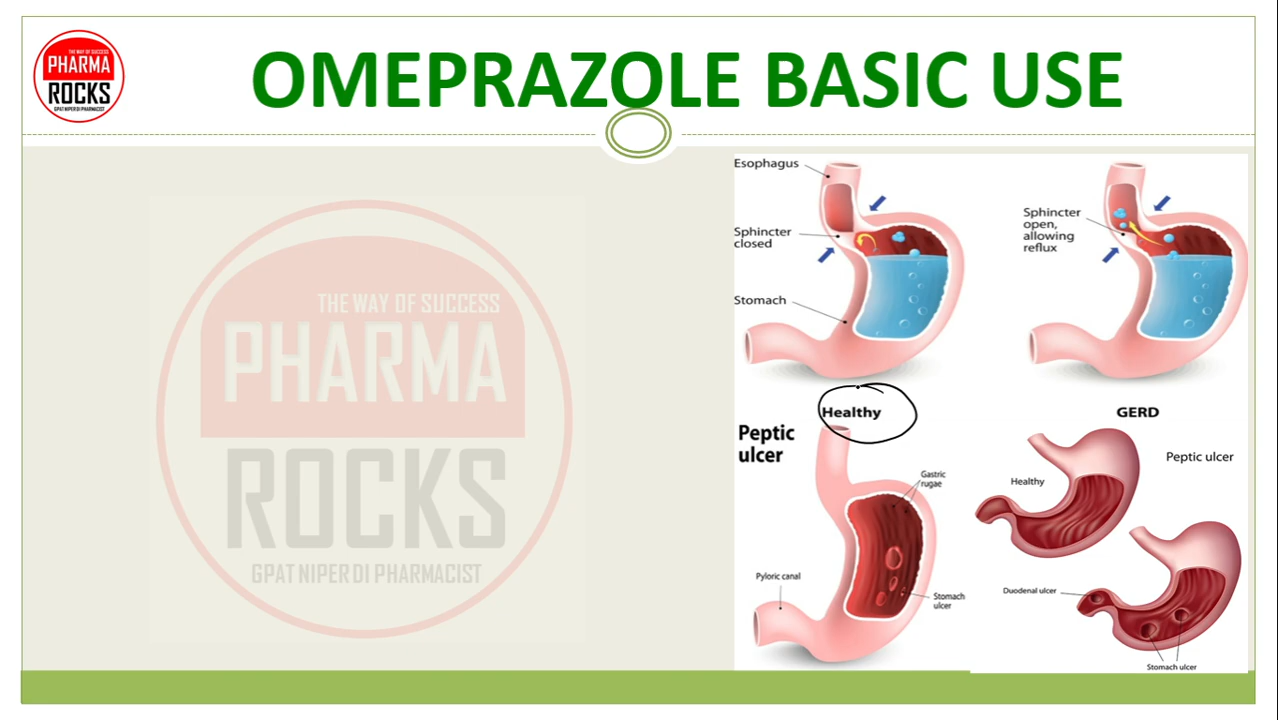 THE WAY OF SUCCESS
PHARMA
ROCKS
GPAT NIPER DI PHARMACIST
OMEPRAZOLE BASIC USE
THE WAY OF SUCCESS
PHARMA
ROCKS
GPAT NIPER DI PHARMACIST
Esophagus
Sphincter
closed
Stomach
Healthy
Sphincter
open,
allowing
reflux
GERD
Peptic
ulcer
Gastric
rugae
Pyloric canal
Stomach
ulcer
Peptic ulcer
Healthy
Duodenal ulcer
Stomach ulcer